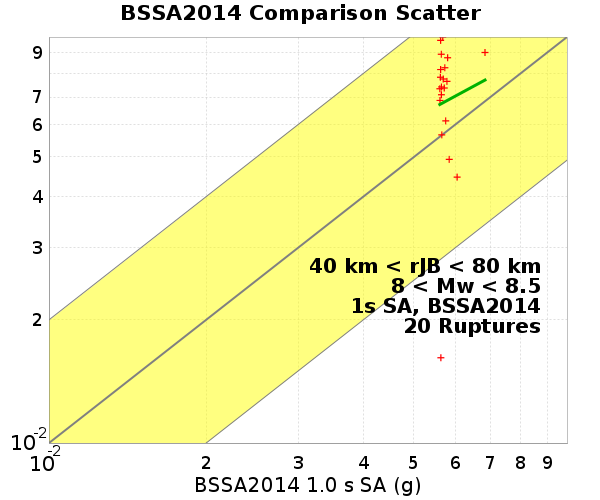 BSSA2014 Comparison Scatter
9
7
6
5
4
3
2
10-2
40 km < rJB < 80 km
8 < Mw < 8.5
1s SA, BSSA2014
20 Ruptures
10-2 2 3 4 5 6 7 8 9
BSSA2014 1.0 s SA (g)